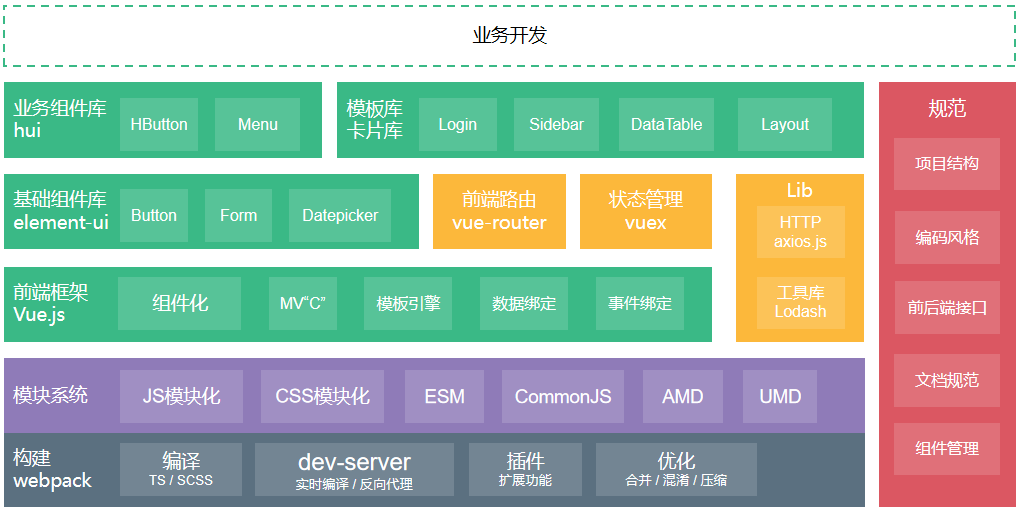 业务开发
业务组件库
hui
HButton
Menu
模板库
卡片库
Login
Sidebar
DataTable
Layout
规范
项目结构
编码风格
前后端接口
文档规范
组件管理
基础组件库
element-ui
Button
Form
Datepicker
前端路由
vue-router
状态管理
vuex
Lib
HTTP
axios.js
工具库
Lodash
前端框架
Vue.js
组件化
MV“C”
模板引擎
数据绑定
事件绑定
模块系统
JS模块化
CSS模块化
ESM
CommonJS
AMD
UMD
构建
webpack
编译
TS / SCSS
dev-server
实时编译 / 反向代理
插件
扩展功能
优化
合并 / 混淆 / 压缩